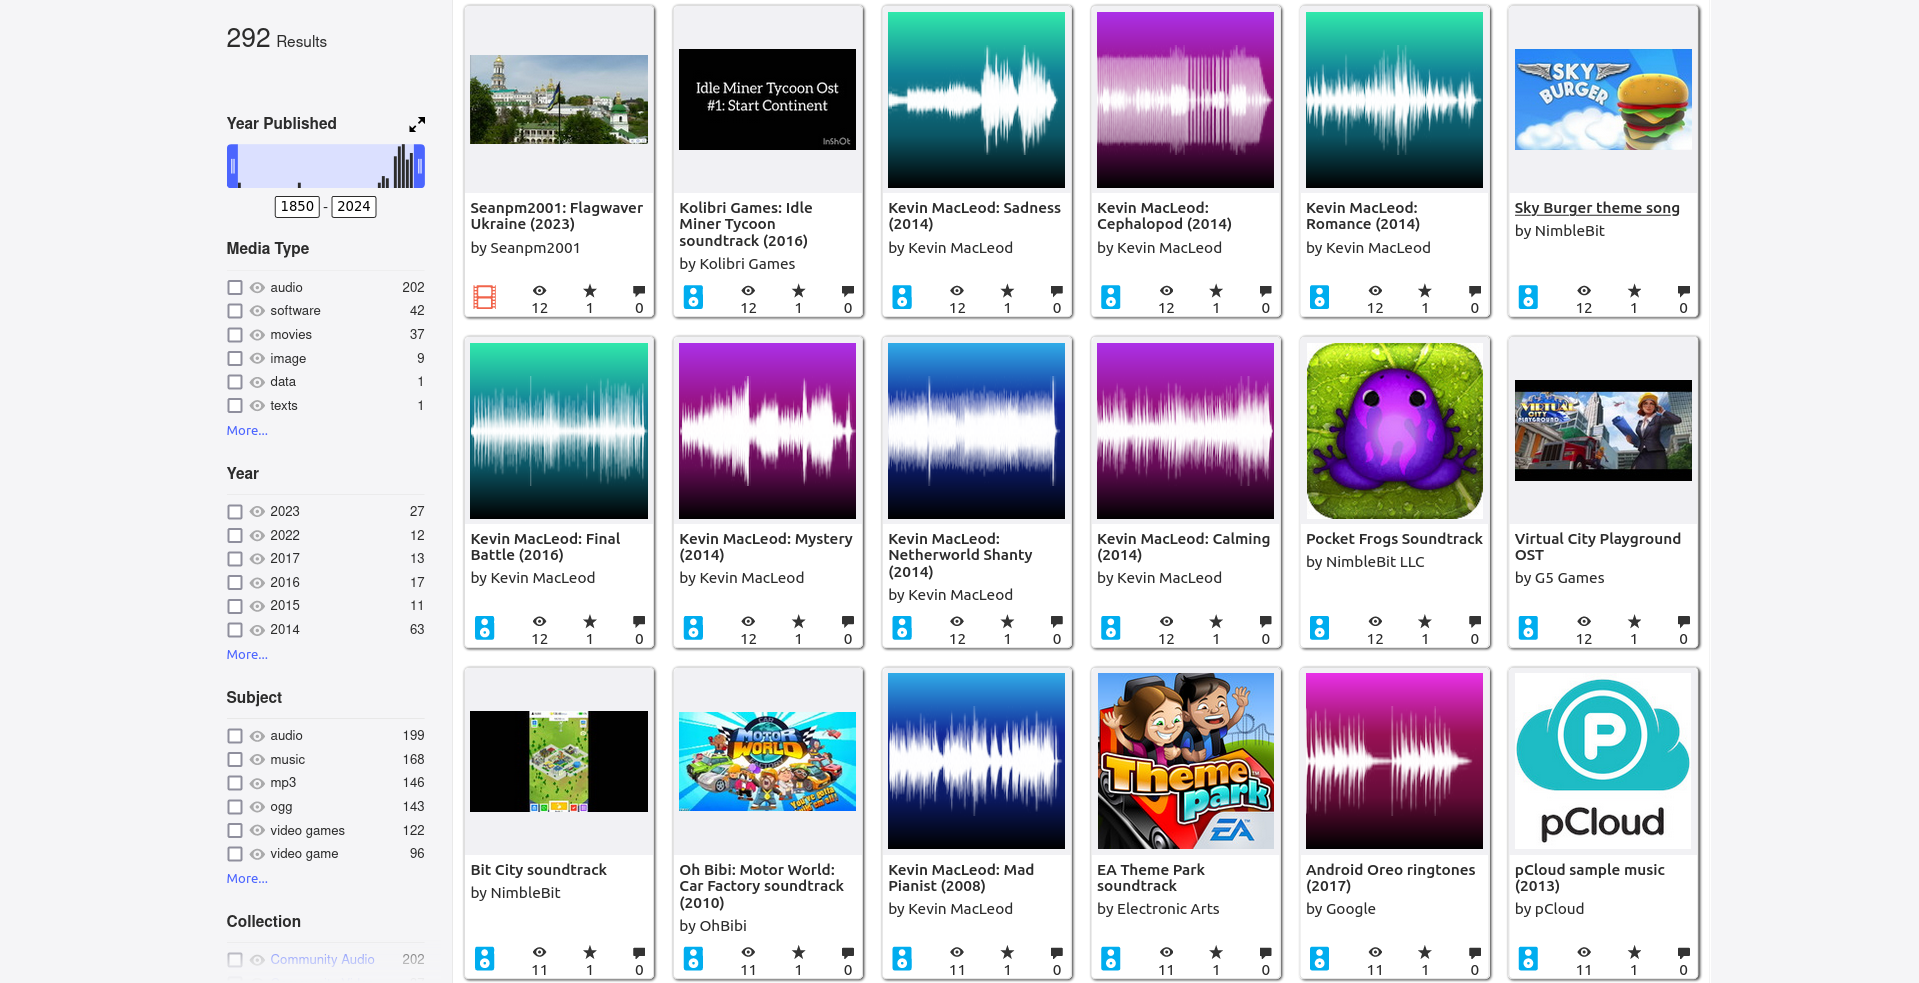 292 Results
Year Published
1850 - 2024
Media Type
audio 202
software 42
movies 37
image 9
data 1
texts 1
More...
Year
2023 27
2022 12
2017 13
2016 17
2015 11
2014 63
More...
Subject
audio 199
music 168
mp3 146
ogg 143
video games 122
video game 96
More...
Collection
Community Audio 202
Seanpm2001: Flagwaver
Ukraine (2023)
by Seanpm2001
12 1 0
Idle Miner Tycoon Ost
#1: Start Continent
InShOt
Kolibri Games: Idle
Miner Tycoon
soundtrack (2016)
by Kolibri Games
12 1 0
Kevin MacLeod: Sadness
(2014)
by Kevin MacLeod
12 1 0
Kevin MacLeod:
Cephalopod (2014)
by Kevin MacLeod
12 1 0
Kevin MacLeod:
Romance (2014)
by Kevin MacLeod
12 1 0
SKY
BURGER
Sky Burger theme song
by NimbleBit
12 1 0
Kevin MacLeod: Final
Battle (2016)
by Kevin MacLeod
12 1 0
Kevin MacLeod: Mystery
(2014)
by Kevin MacLeod
12 1 0
Kevin MacLeod:
Netherworld Shanty
(2014)
by Kevin MacLeod
12 1 0
Kevin MacLeod: Calming
(2014)
by Kevin MacLeod
12 1 0
Pocket Frogs Soundtrack
by NimbleBit LLC
12 1 0
VIRTUAL
CITY
PLAYGROUND
Virtual City Playground
OST
by G5 Games
12 1 0
Bit City soundtrack
by NimbleBit
11 1 0
CAR
MOTOR
WORLD
You've gotta
Oh Bibi: Motor World:
Car Factory soundtrack
(2010)
by OhBibi
11 1 0
Kevin MacLeod: Mad
Pianist (2008)
by Kevin MacLeod
11 1 0
Theme
park
EA
EA Theme Park
soundtrack
by Electronic Arts
11 1 0
Android Oreo ringtones
(2017)
by Google
11 1 0
P
pCloud
pCloud sample music
(2013)
by pCloud
11 1 0